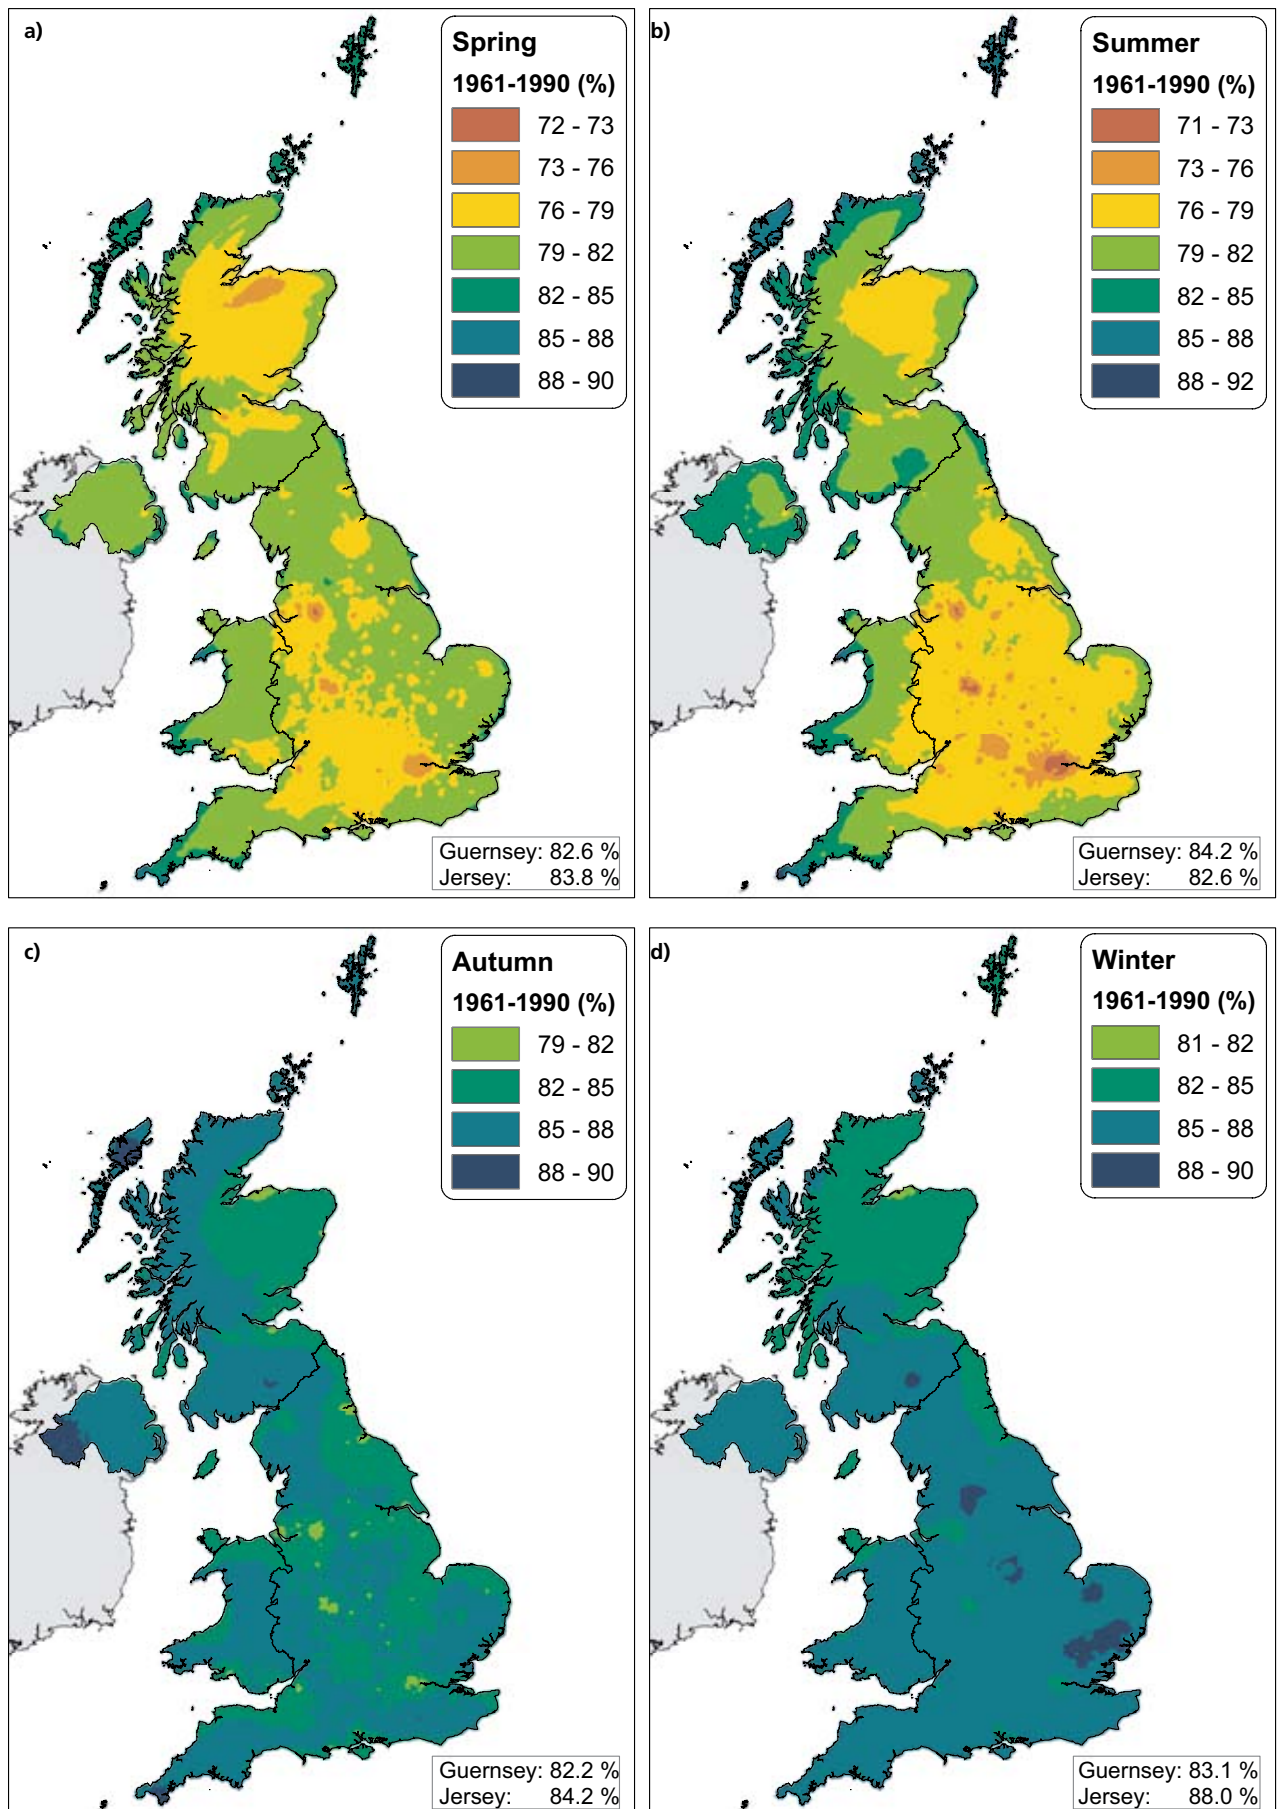 a)
Spring
1961-1990 (%)
72 - 73
73 - 76
76 - 79
79 - 82
82 - 85
85 - 88
88 - 90
Guernsey: 82.6 %
Jersey: 83.8 %
b)
Summer
1961-1990 (%)
71 - 73
73 - 76
76 - 79
79 - 82
82 - 85
85 - 88
88 - 92
Guernsey: 84.2 %
Jersey: 82.6 %
c)
Autumn
1961-1990 (%)
79 - 82
82 - 85
85 - 88
88 - 90
Guernsey: 82.2 %
Jersey: 84.2 %
d)
Winter
1961-1990 (%)
81 - 82
82 - 85
85 - 88
88 - 90
Guernsey: 83.1 %
Jersey: 88.0 %